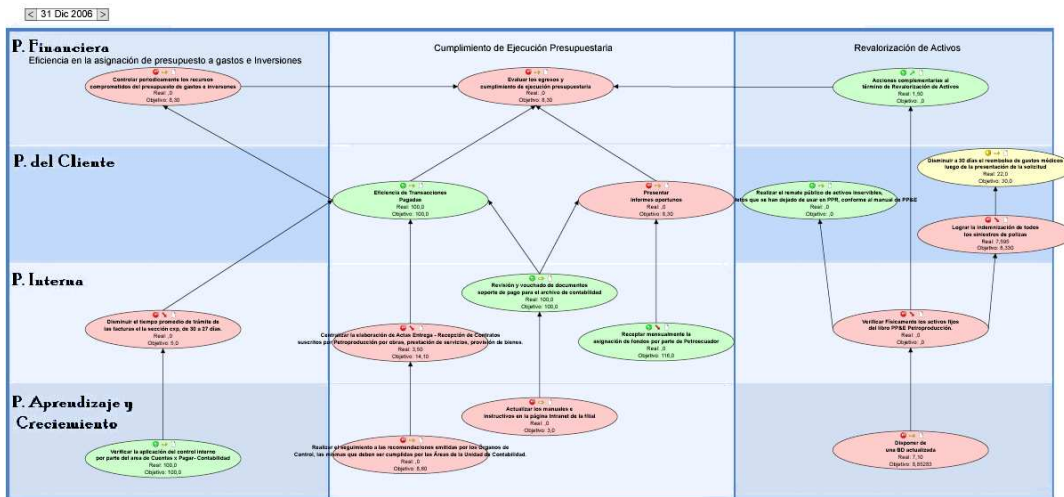 < 31 Dic 2006 >
P. Financiera
Eficiencia en la asignación de presupuesto a gastos e Inversiones
Cumplimiento de Ejecución Presupuestaria
Revalorización de Activos
Controlar periodicamente los recursos
comprometidos del presupuesto de gastos e inversiones
Real: ,0
Objetivo: 8,30
Evaluar los egresos y
cumplimiento de ejecución presupuestaria
Real: ,0
Objetivo: 8,30
Acciones complementarias al
término de Revalorización de Activos
Real: 1,50
Objetivo: ,0
P. del Cliente
Eficiencia de Transacciones
Pagadas
Real: 100,0
Objetivo: 100,0
Presentar
informes oportunos
Real: ,0
Objetivo: 8,30
Realizar el remate público de activos inservibles,
que se han dejado de usar en PPR, conforme al manual de PP&E
Real: ,0
Objetivo: ,0
Disminuir a 30 días el reembolso de gastos médicos
luego de la presentación de la solicitud
Real: 22,0
Objetivo: 30,0
Lograr la indemnización de todos
los siniestros de polizas
Real: 7,590
Objetivo: 8,330
P. Interna
Disminuir el tiempo promedio de trámite de
las facturas el la sección cxp, de 30 a 27 días.
Real: ,0
Objetivo: 5,0
Centralizar la elaboración de Actas Entrega - Recepción de Contratos
suscritos por Petroproducción por obras, prestación de servicios, provisión de bienes.
Real: 3,50
Objetivo: 14,10
Revisión y vouchado de documentos
soporte de pago para el archivo de contabilidad
Real: 100,0
Objetivo: 100,0
Receptar mensualmente la
asignación de fondos por parte de Petroecuador
Real: ,0
Objetivo: 116,0
Verificar Físicamente los activos fijos
del libro PP&E Petroproducción.
Real: ,0
Objetivo: ,0
P. Aprendizaje y
Creciemiento
Verificar la aplicación del control interno
por parte del area de Cuentas x Pagar- Contabilidad
Real: 100,0
Objetivo: 100,0
Realizar el seguimiento a las recomendaciones emitidas por los Órganos de
Control, las mismas que deben ser cumplidas por las Áreas de la Unidad de Contabilidad.
Real: ,0
Objetivo: 8,60
Actualizar los manuales e
instructivos en la página intranet de la filial
Real: ,0
Objetivo: 3,0
Disponer de
una BD actualizada
Real: 7,10
Objetivo: 8,85283